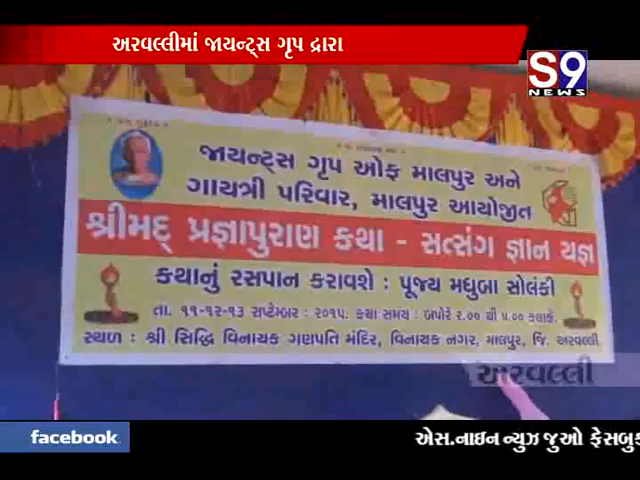 અરવલ્લીમાં જાયન્ટ્સ ગૃપ દ્રારા
S9
NEWS
જાયન્ટ્સ ગૃપ ઓફ માલપુર અને
ગાયત્રી પરિવાર, માલપુર આયોજીત
શ્રીમદ્ પ્રજ્ઞાપુરાણ કથા - સત્સંગ જ્ઞાન યજ્ઞ
કથાનું રસપાન કરાવશે : પૂજ્ય મધુબા સોલંકી
તા. ૧૧-૧૨-૧૩ સપ્ટેમ્બર : ૨૦૧૫. કથા સમય : બપોરે ૨.૦૦ થી ૫.૦૦ કલાકે.
સ્થળ : શ્રી સિદ્ધિ વિનાયક ગણપતિ મંદિર, વિનાયક નગર, માલપુર, જિ. અરવલ્લી.
અરવલ્લી
facebook
એસ.નાઇન ન્યુઝ જુઓ ફેસબુક